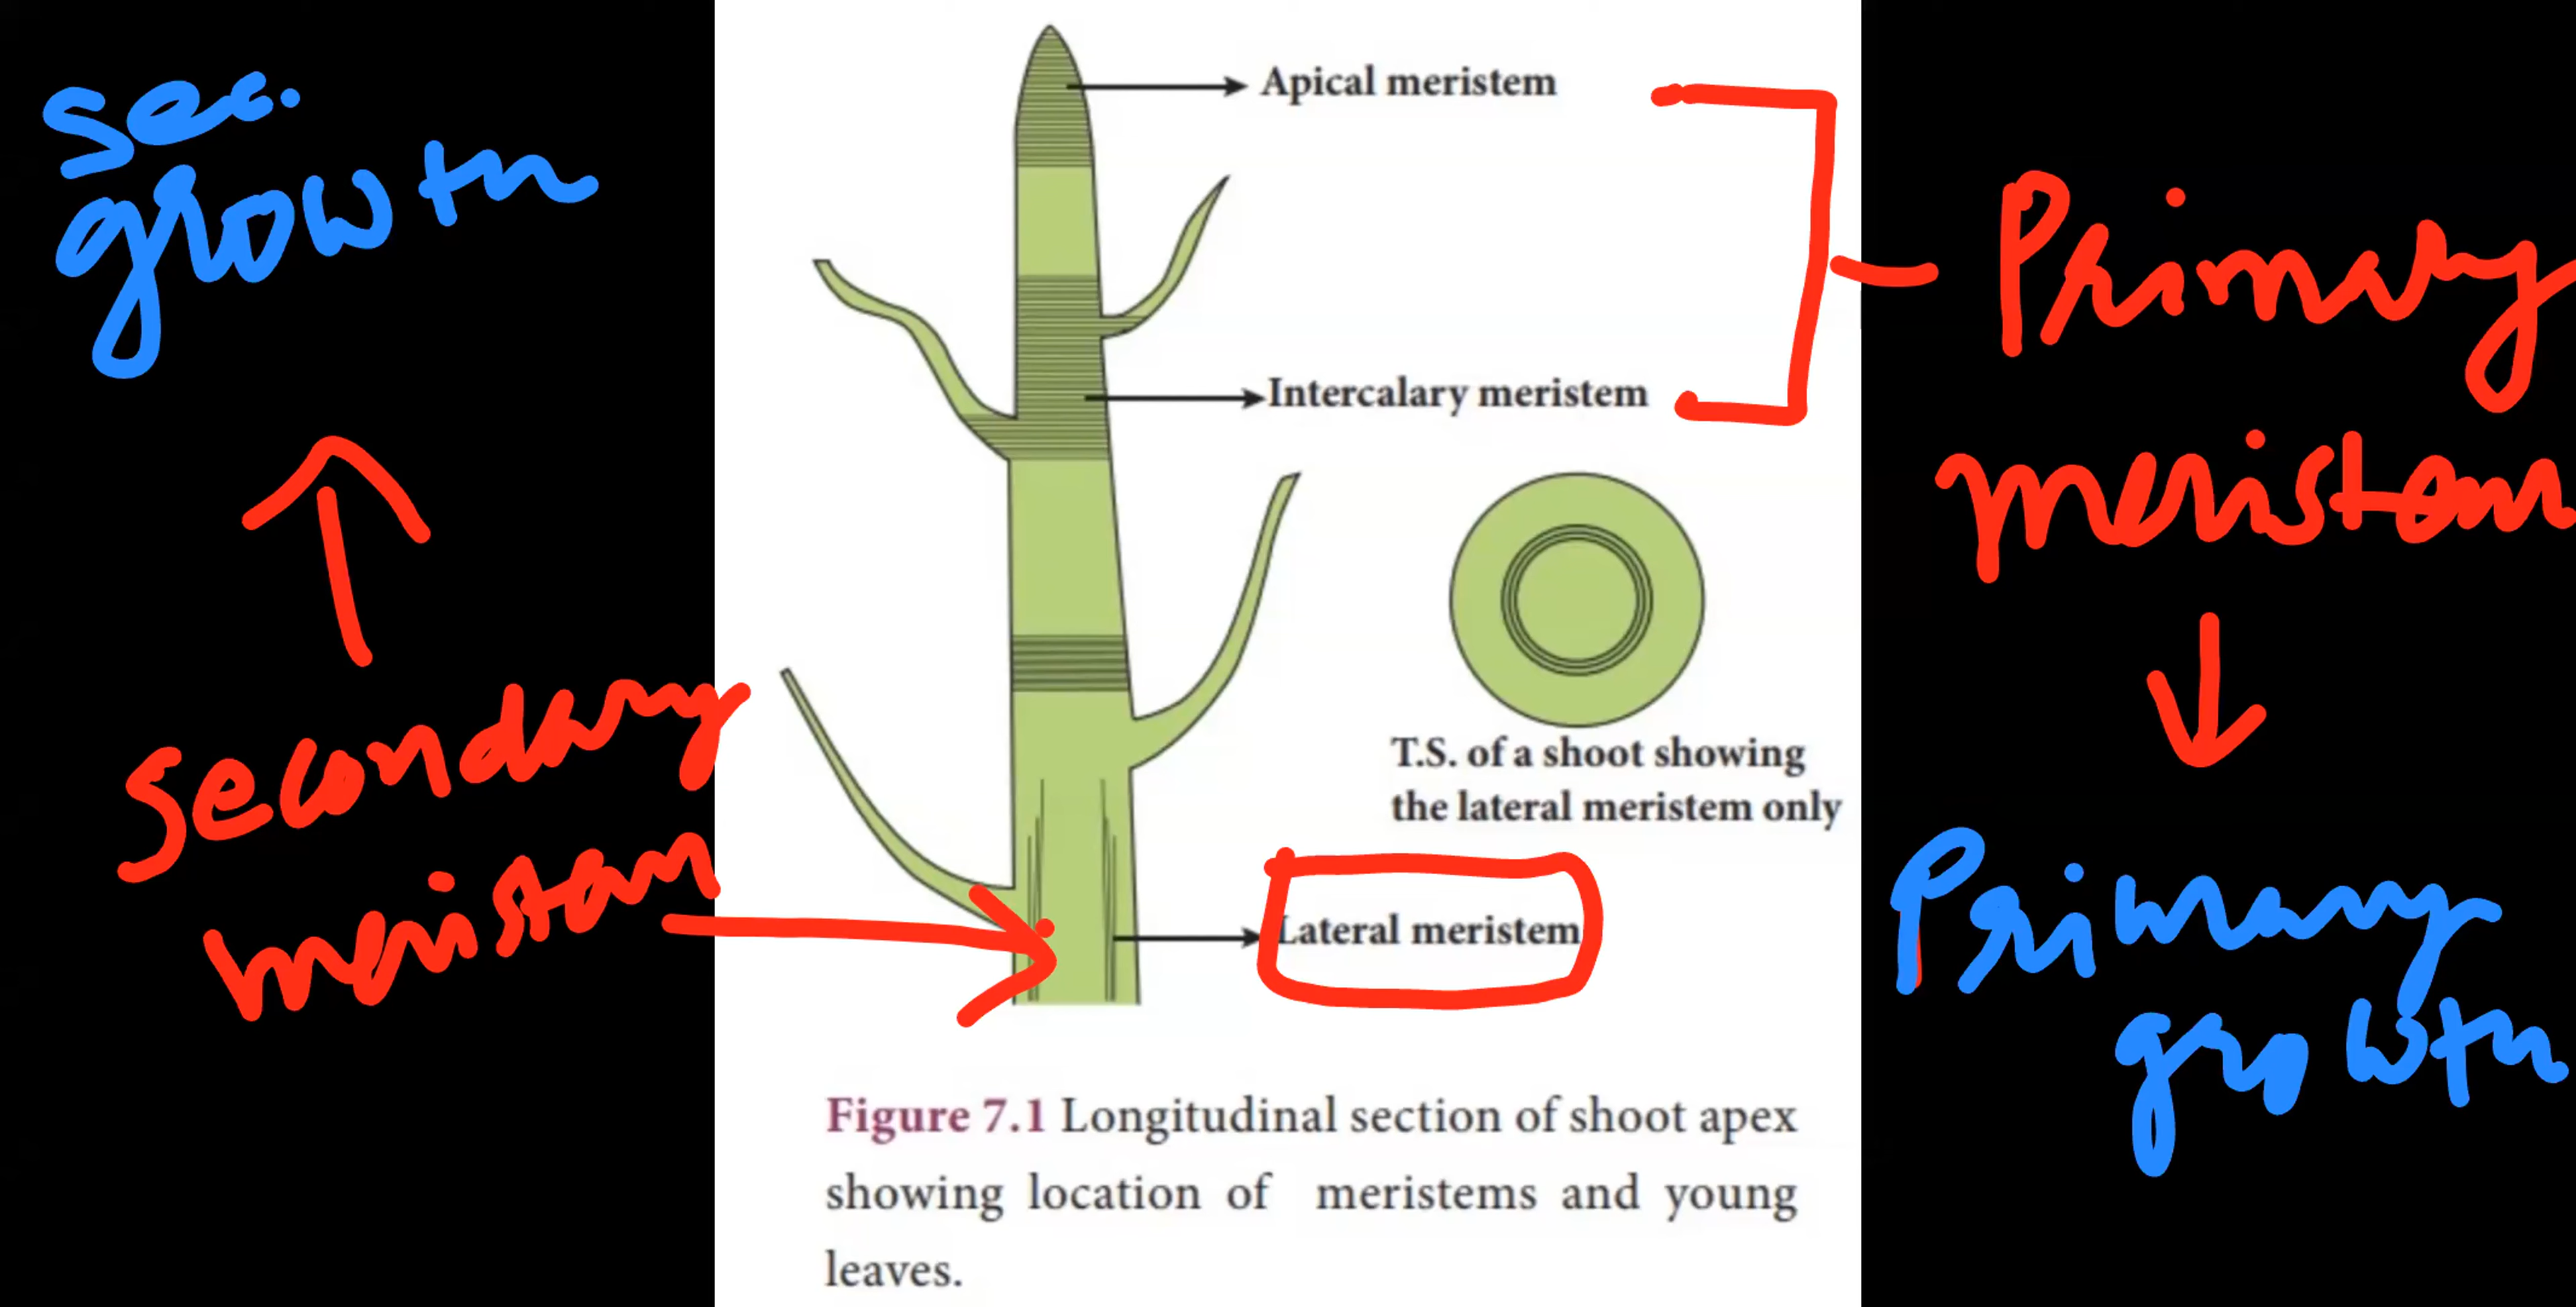 Sec.
growth
Secondary
meristem
Apical meristem
Intercalary meristem
T.S. of a shoot showing
the lateral meristem only
Lateral meristem
Figure 7.1 Longitudinal section of shoot apex
showing location of meristems and young
leaves.
Primary
meristem
Primary
growth